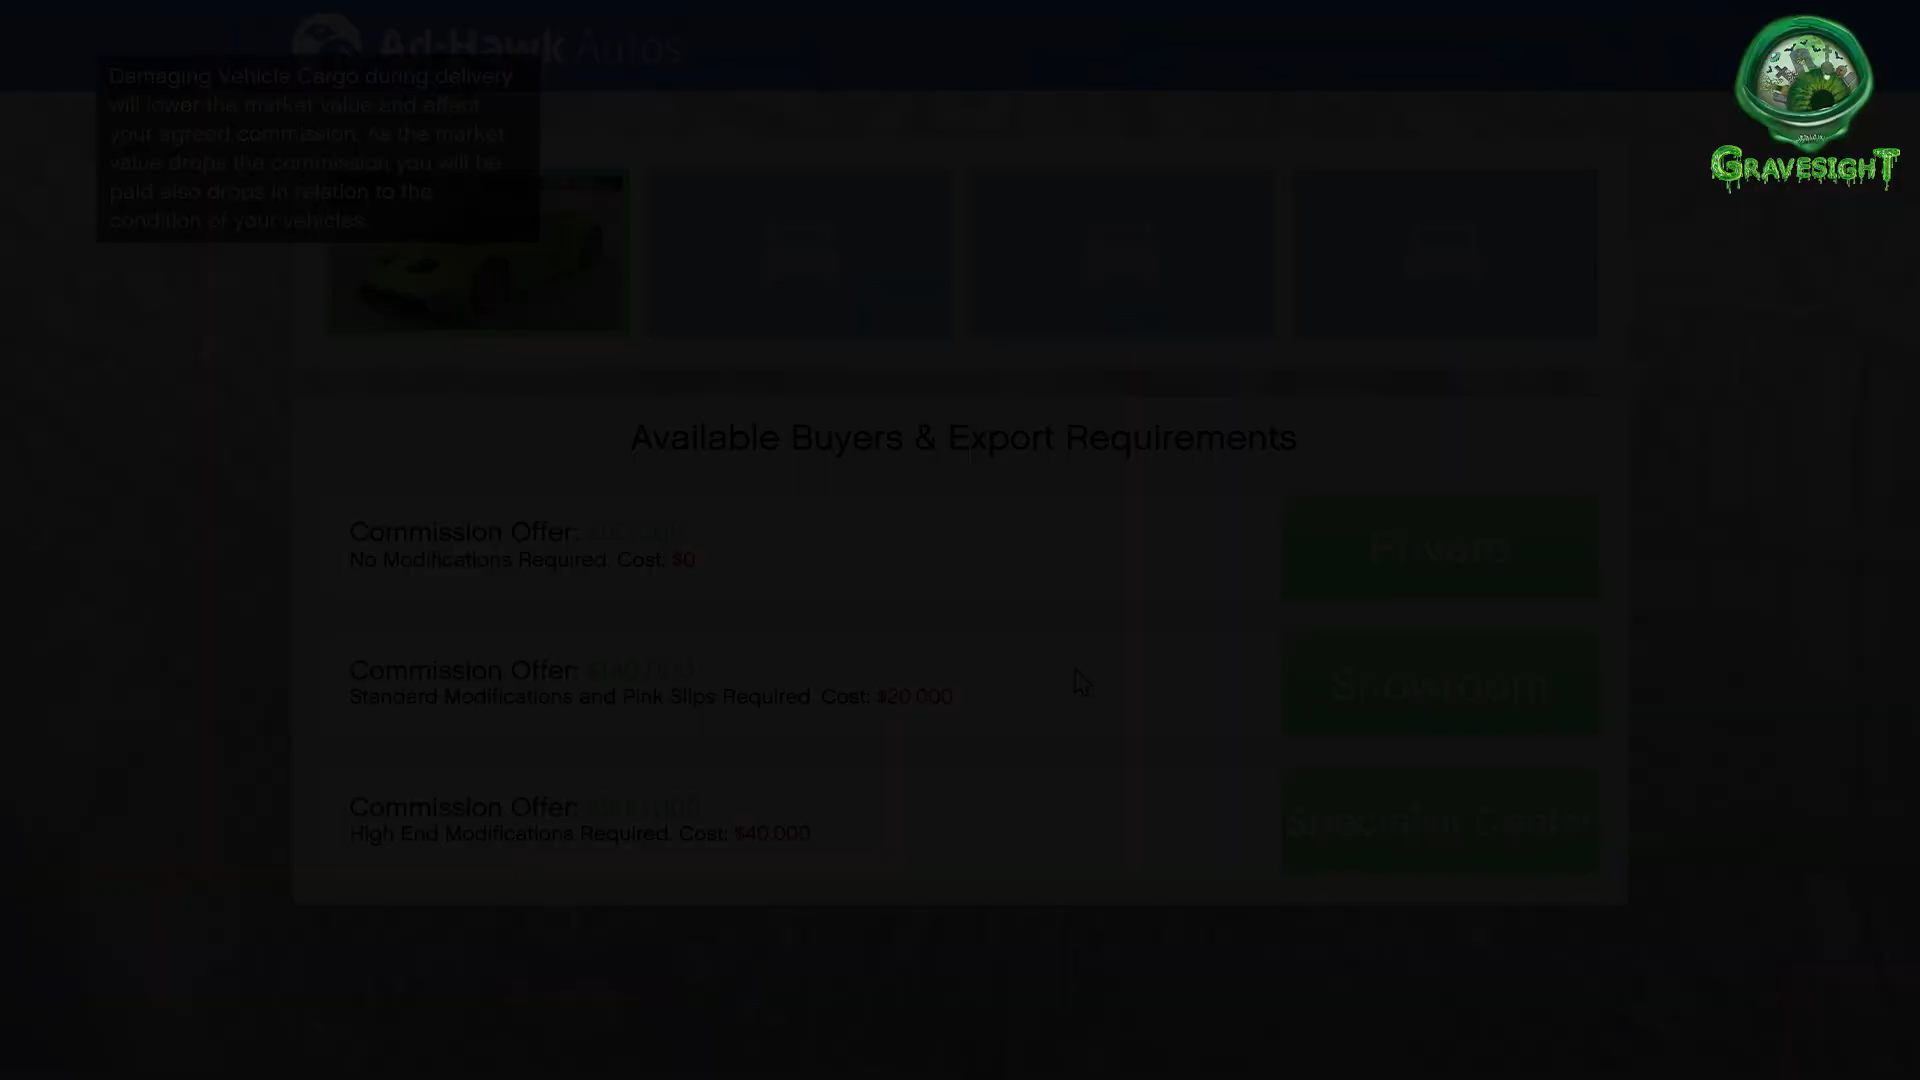 Ad-Hawk Autos
Damaging Vehicle Cargo during delivery
will lower the market value and effect
your agreed commission. As the market
value drops the commission you will be
paid also drops in relation to the
condition of your vehicles.
GRAVESIGHT
Available Buyers & Export Requirements
Commission Offer:
No Modifications Required. Cost: $0
Private
Commission Offer: $140,000
Standard Modifications and Pink Slips Required. Cost: $20,000
Showroom
Commission Offer:
High End Modifications Required. Cost: $40,000
Specialist Dealer